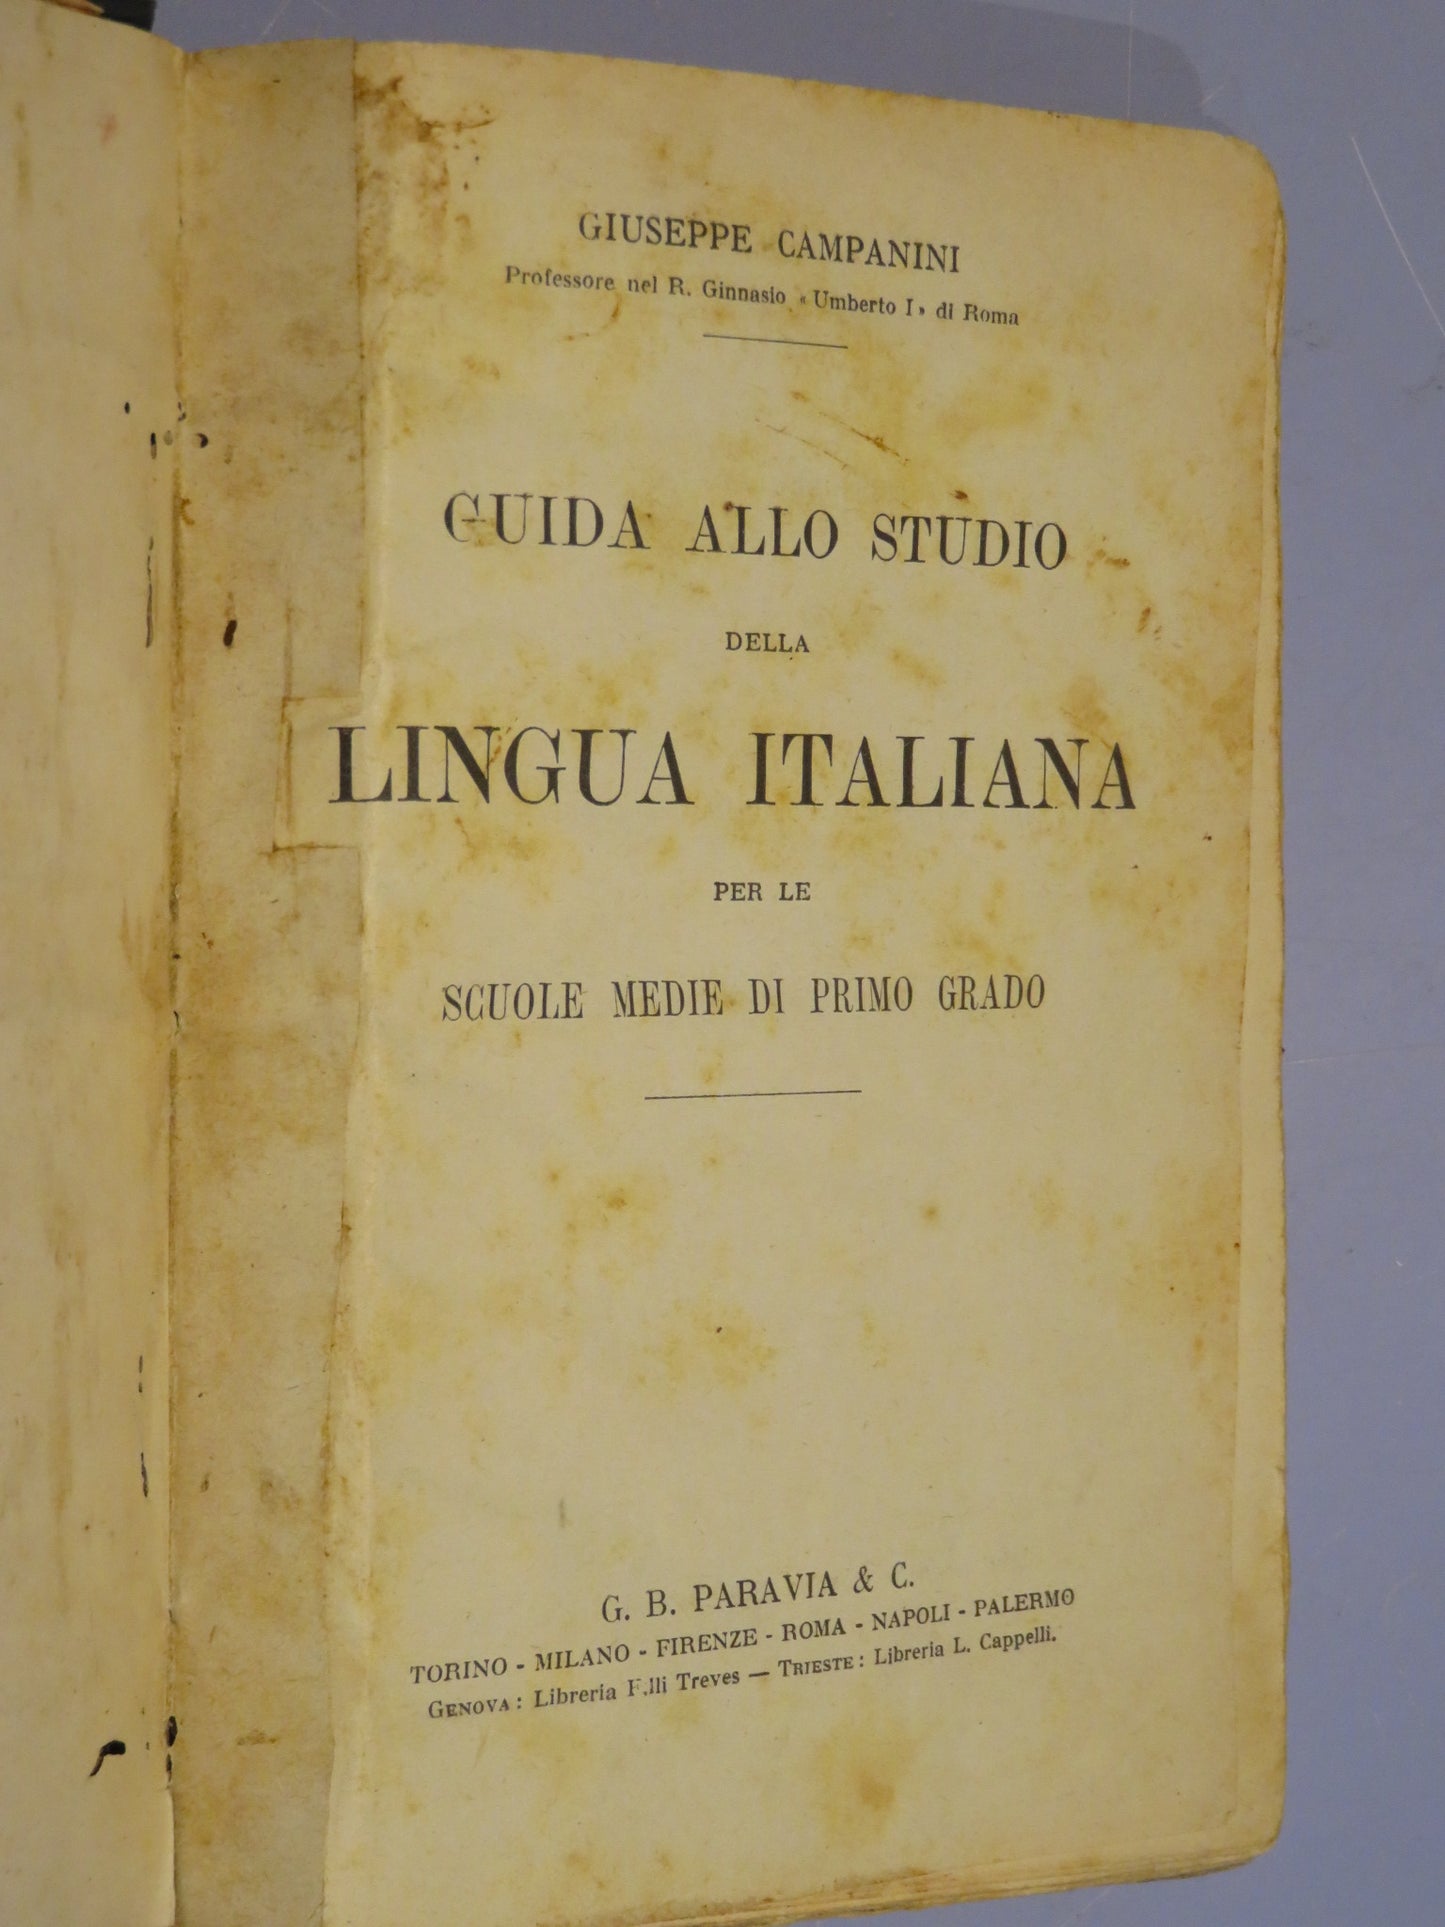 GIUSEPPE CAMPANINI
Professore nel R. Ginnasio «Umberto I» di Roma
GUIDA ALLO STUDIO
DELLA
LINGUA ITALIANA
PER LE
SCUOLE MEDIE DI PRIMO GRADO
G. B. PARAVIA & C.
TORINO - MILANO - FIRENZE - ROMA - NAPOLI - PALERMO
GENOVA: Libreria F.lli Treves — TRIESTE: Libreria L. Cappelli.